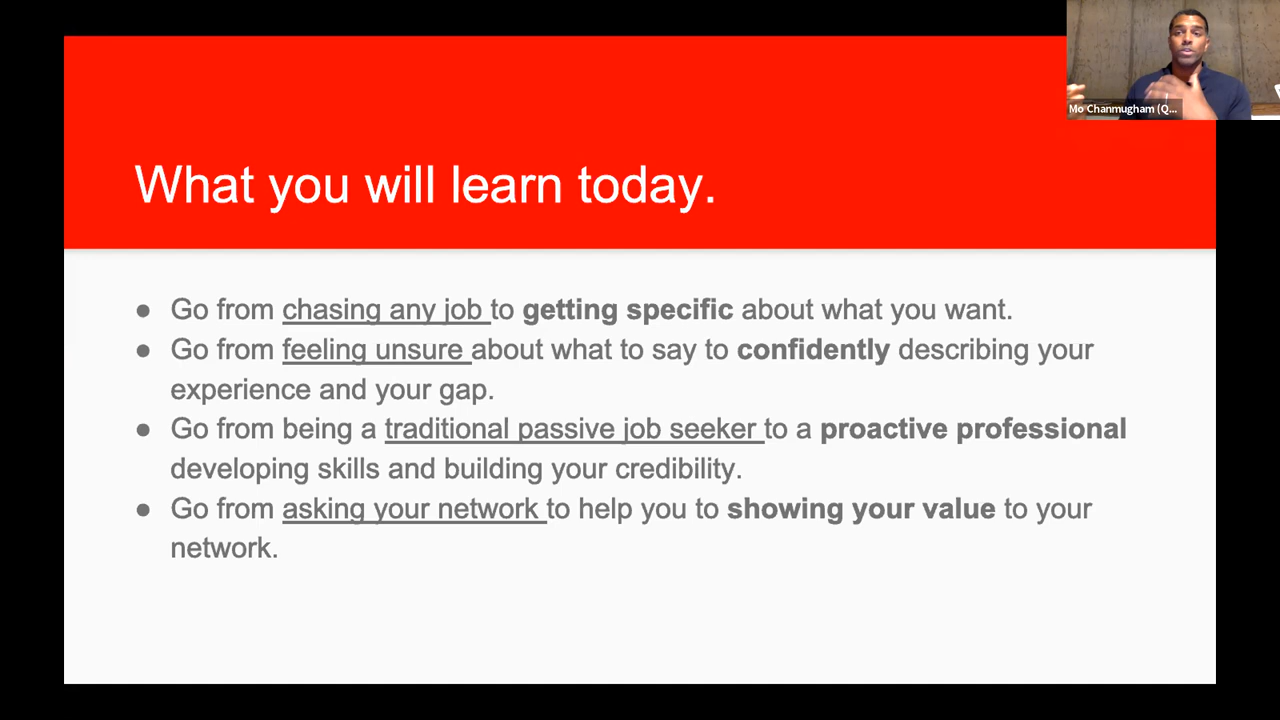 Mo Chanmugham (Q...
What you will learn today.
● Go from chasing any job to getting specific about what you want.
● Go from feeling unsure about what to say to confidently describing your
experience and your gap.
● Go from being a traditional passive job seeker to a proactive professional
developing skills and building your credibility.
● Go from asking your network to help you to showing your value to your
network.